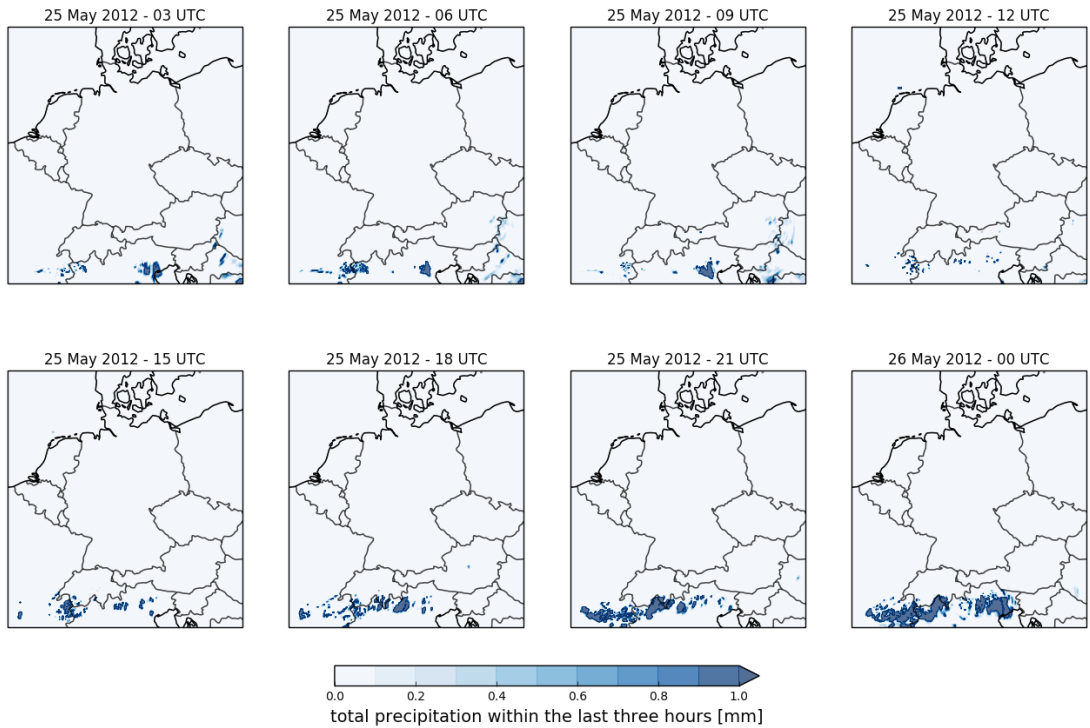 25 May 2012 - 03 UTC
25 May 2012 - 06 UTC
25 May 2012 - 09 UTC
25 May 2012 - 12 UTC
25 May 2012 - 15 UTC
25 May 2012 - 18 UTC
25 May 2012 - 21 UTC
26 May 2012 - 00 UTC
0.0 0.2 0.4 0.6 0.8 1.0
total precipitation within the last three hours [mm]